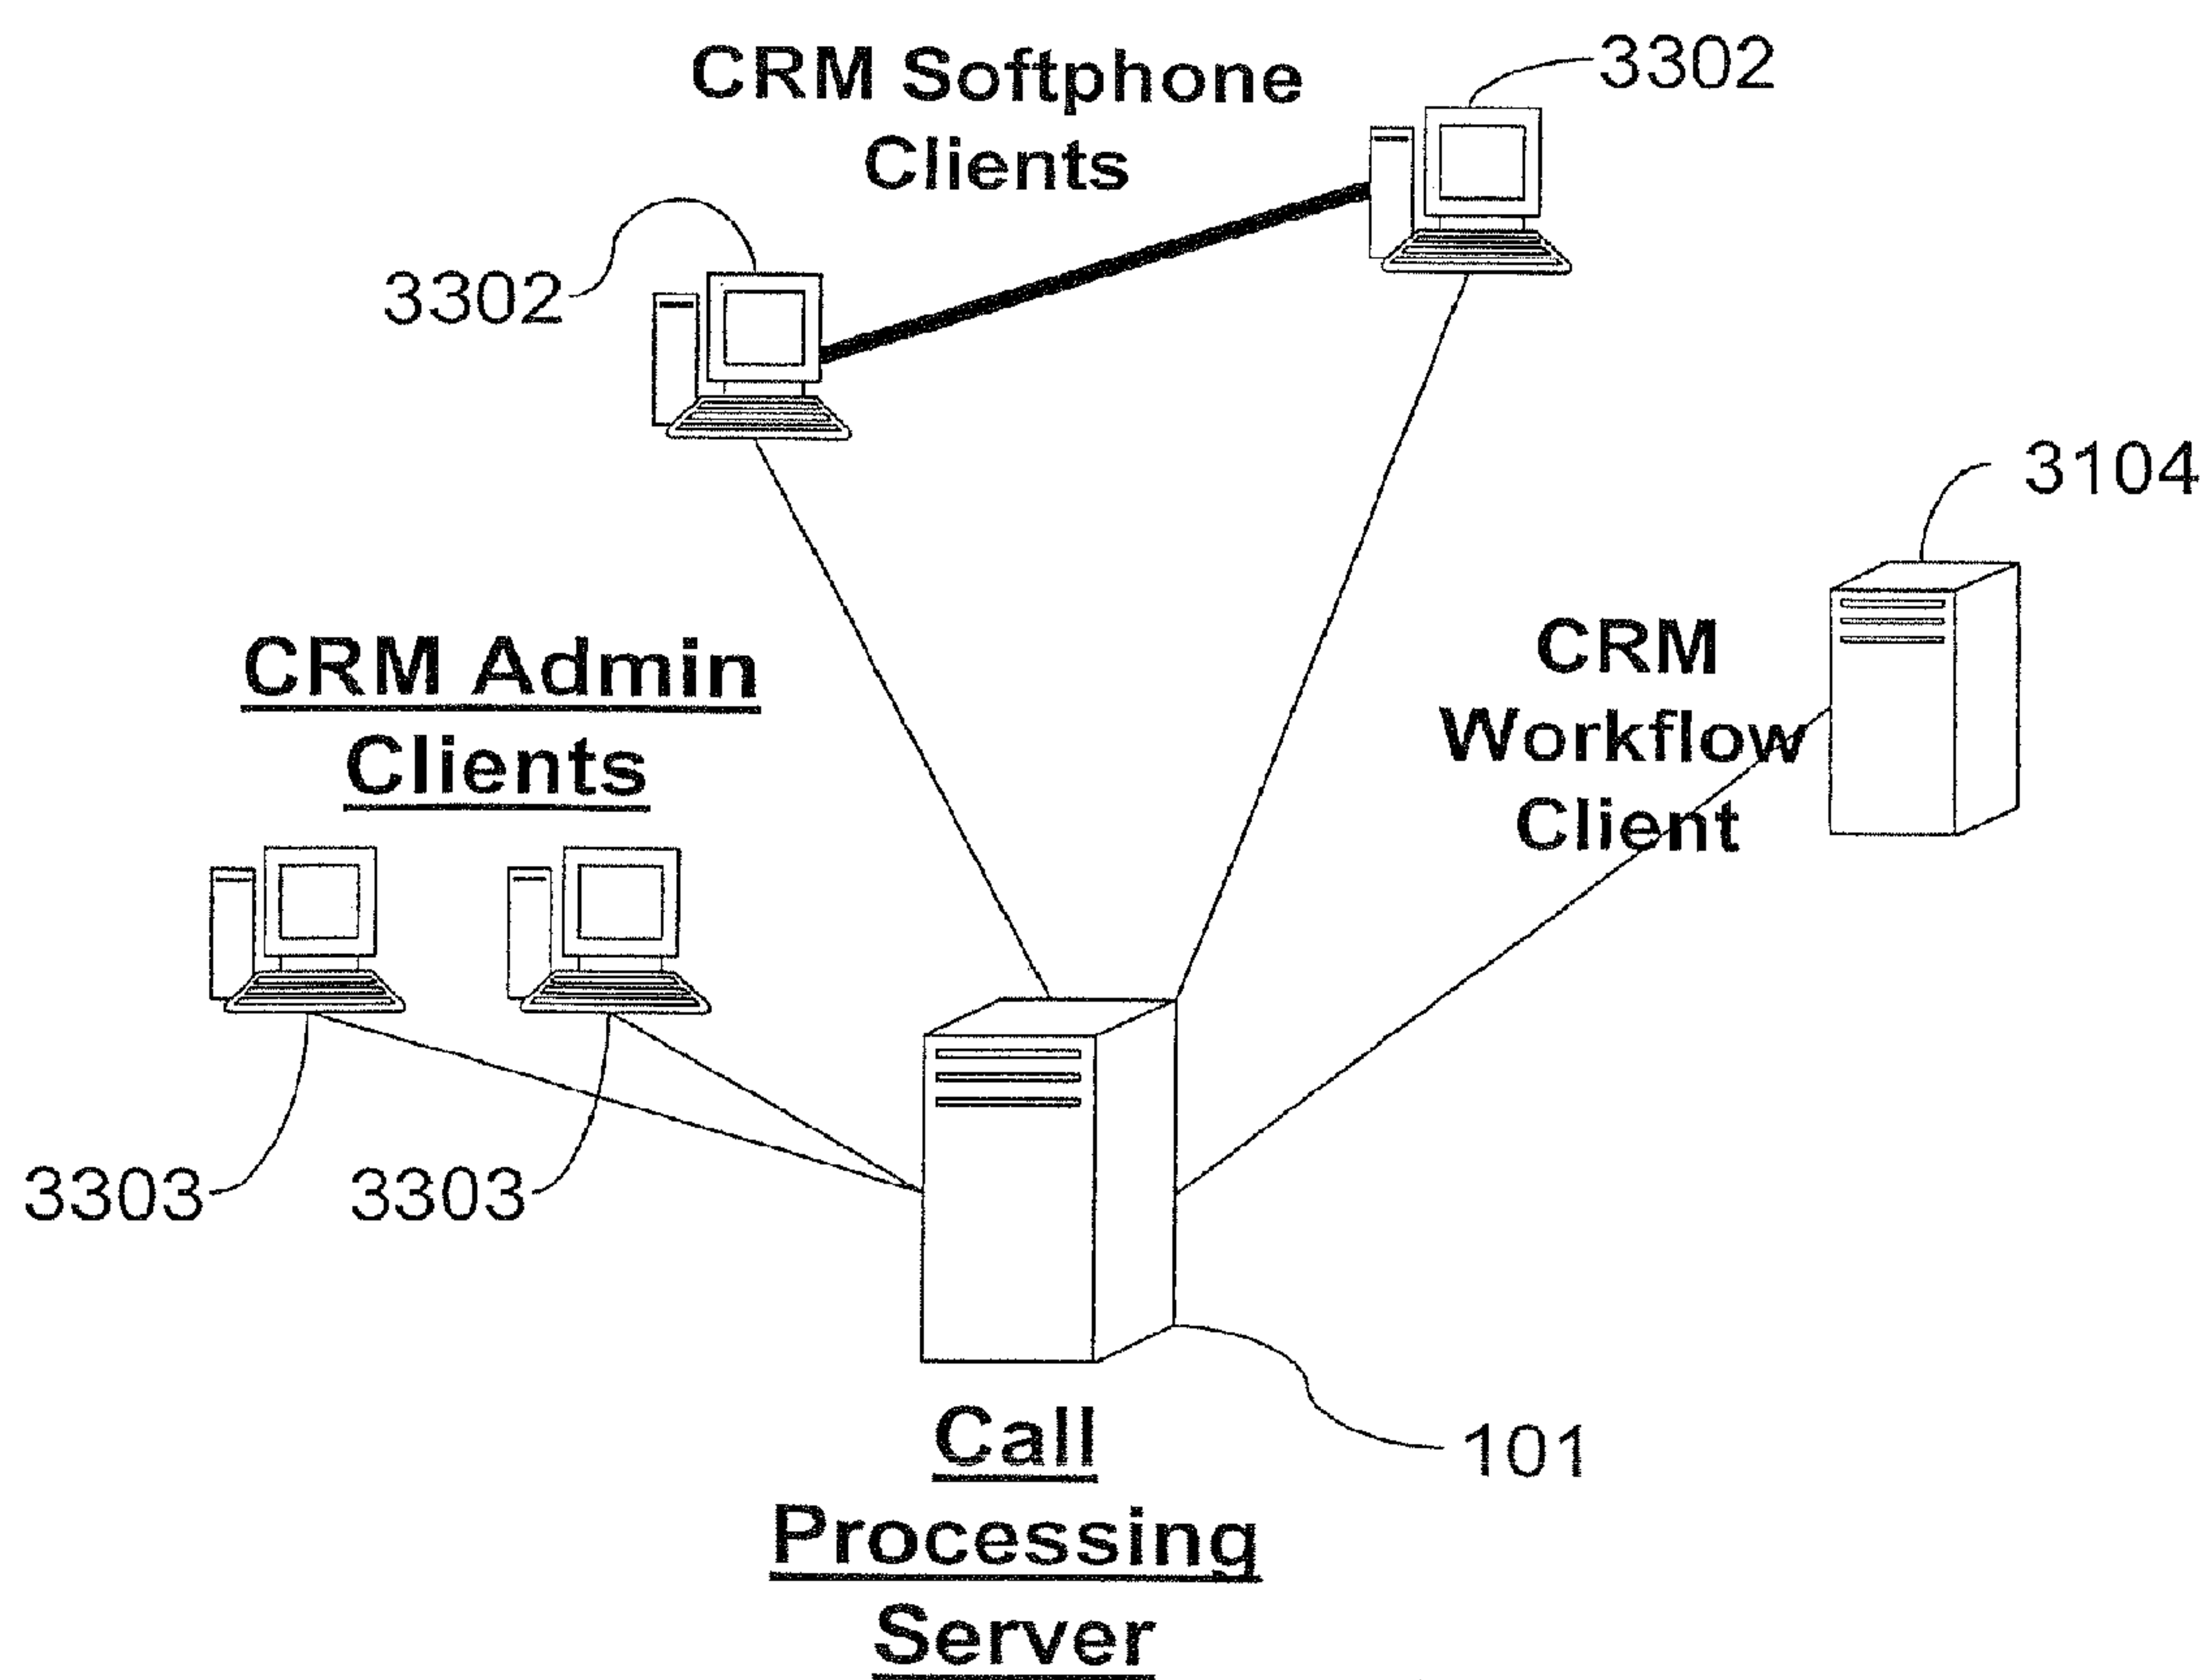 CRM Softphone
Clients
3302
3302
3104
CRM Admin
Clients
CRM
Workflow
Client
3303
3303
101
Call
Processing
Server